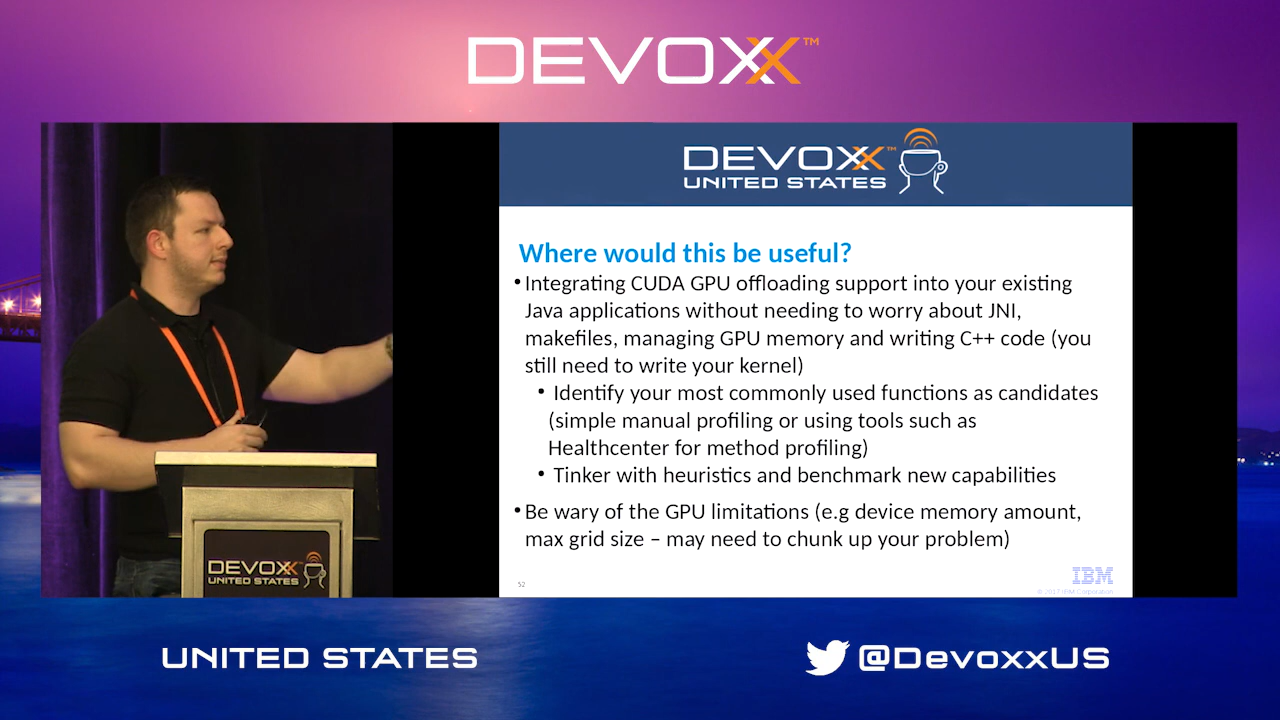 DEVOXX™
DEVOXX™
UNITED STATES
Where would this be useful?
• Integrating CUDA GPU offloading support into your existing
Java applications without needing to worry about JNI,
makefiles, managing GPU memory and writing C++ code (you
still need to write your kernel)
• Identify your most commonly used functions as candidates
(simple manual profiling or using tools such as
Healthcenter for method profiling)
• Tinker with heuristics and benchmark new capabilities
• Be wary of the GPU limitations (e.g device memory amount,
max grid size – may need to chunk up your problem)
52
IBM
© 2017 IBM Corporation
DEVOXX
UNITED STATES
UNITED STATES
@DevoxxUS